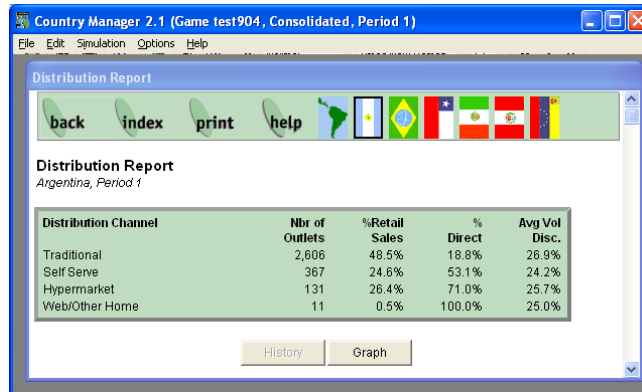 Country Manager 2.1 (Game test904, Consolidated, Period 1)
File Edit Simulation Options Help
Distribution Report
back index print help
Distribution Report
Argentina, Period 1
Distribution Channel Nbr of Outlets %Retail Sales % Direct Avg Vol Disc.
Traditional 2,606 48.5% 18.8% 26.9%
Self Serve 367 24.6% 53.1% 24.2%
Hypermarket 131 26.4% 71.0% 25.7%
Web/Other Home 11 0.5% 100.0% 25.0%
History Graph